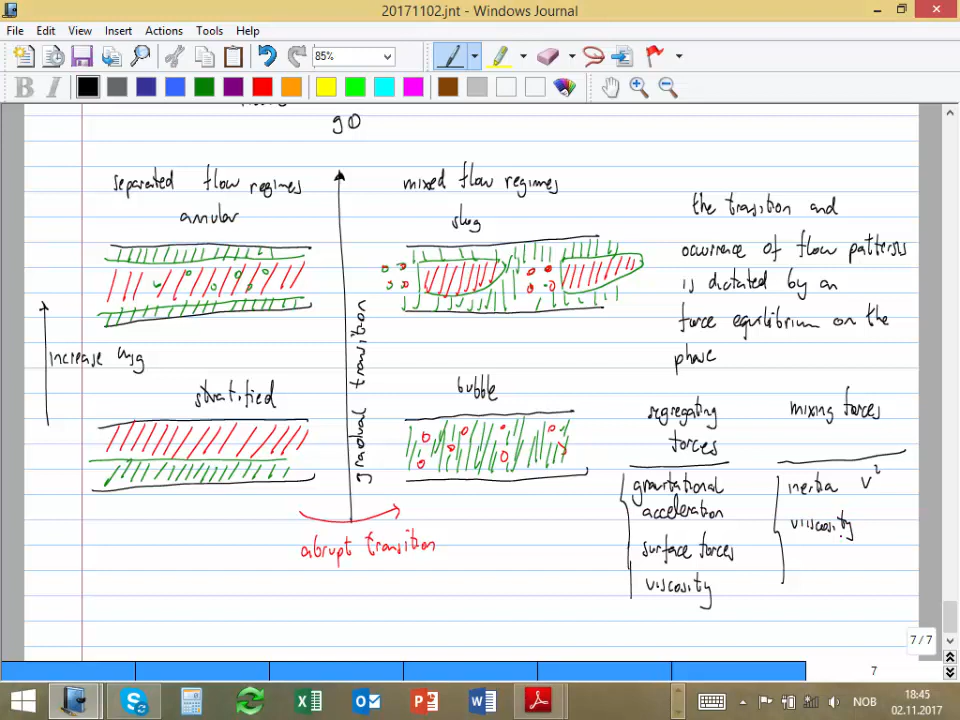 20171102.jnt - Windows Journal
File Edit View Insert Actions Tools Help
85%
B I
go
separated flow regimes
annular
mixed flow regimes
slug
the transition and
ocurrence of flow patterns
is dictated by an
force equilibrium on the
phase
increase
gradual transition
stratified
bubble
segregating
forces
mixing forces
gravitational
acceleration
surface forces
viscosity
inertia v²
viscosity
abrupt transition
7 / 7
7
NOB
18:45
02.11.2017